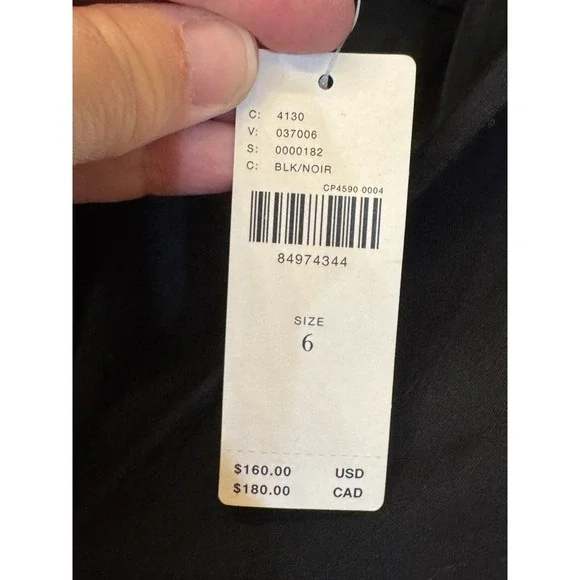 C: 4130
V: 037006
S: 0000182
C: BLK/NOIR
CP4590 0004
84974344
SIZE
6
$160.00 USD
$180.00 CAD